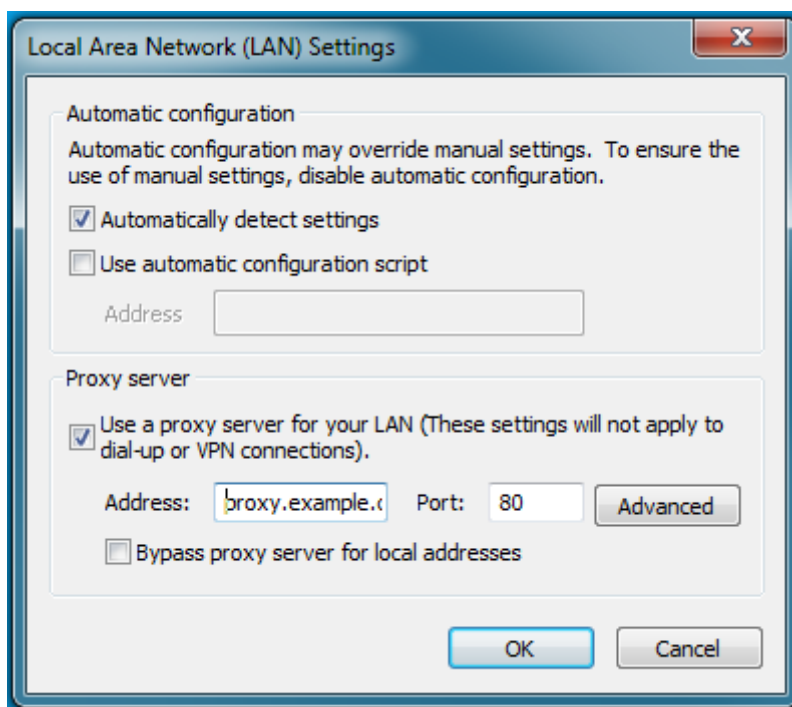 Local Area Network (LAN) Settings
Automatic configuration
Automatic configuration may override manual settings. To ensure the
use of manual settings, disable automatic configuration.
Automatically detect settings
Use automatic configuration script
Address
Proxy server
Use a proxy server for your LAN (These settings will not apply to
dial-up or VPN connections).
Address: proxy.example.c Port: 80 Advanced
Bypass proxy server for local addresses
OK Cancel